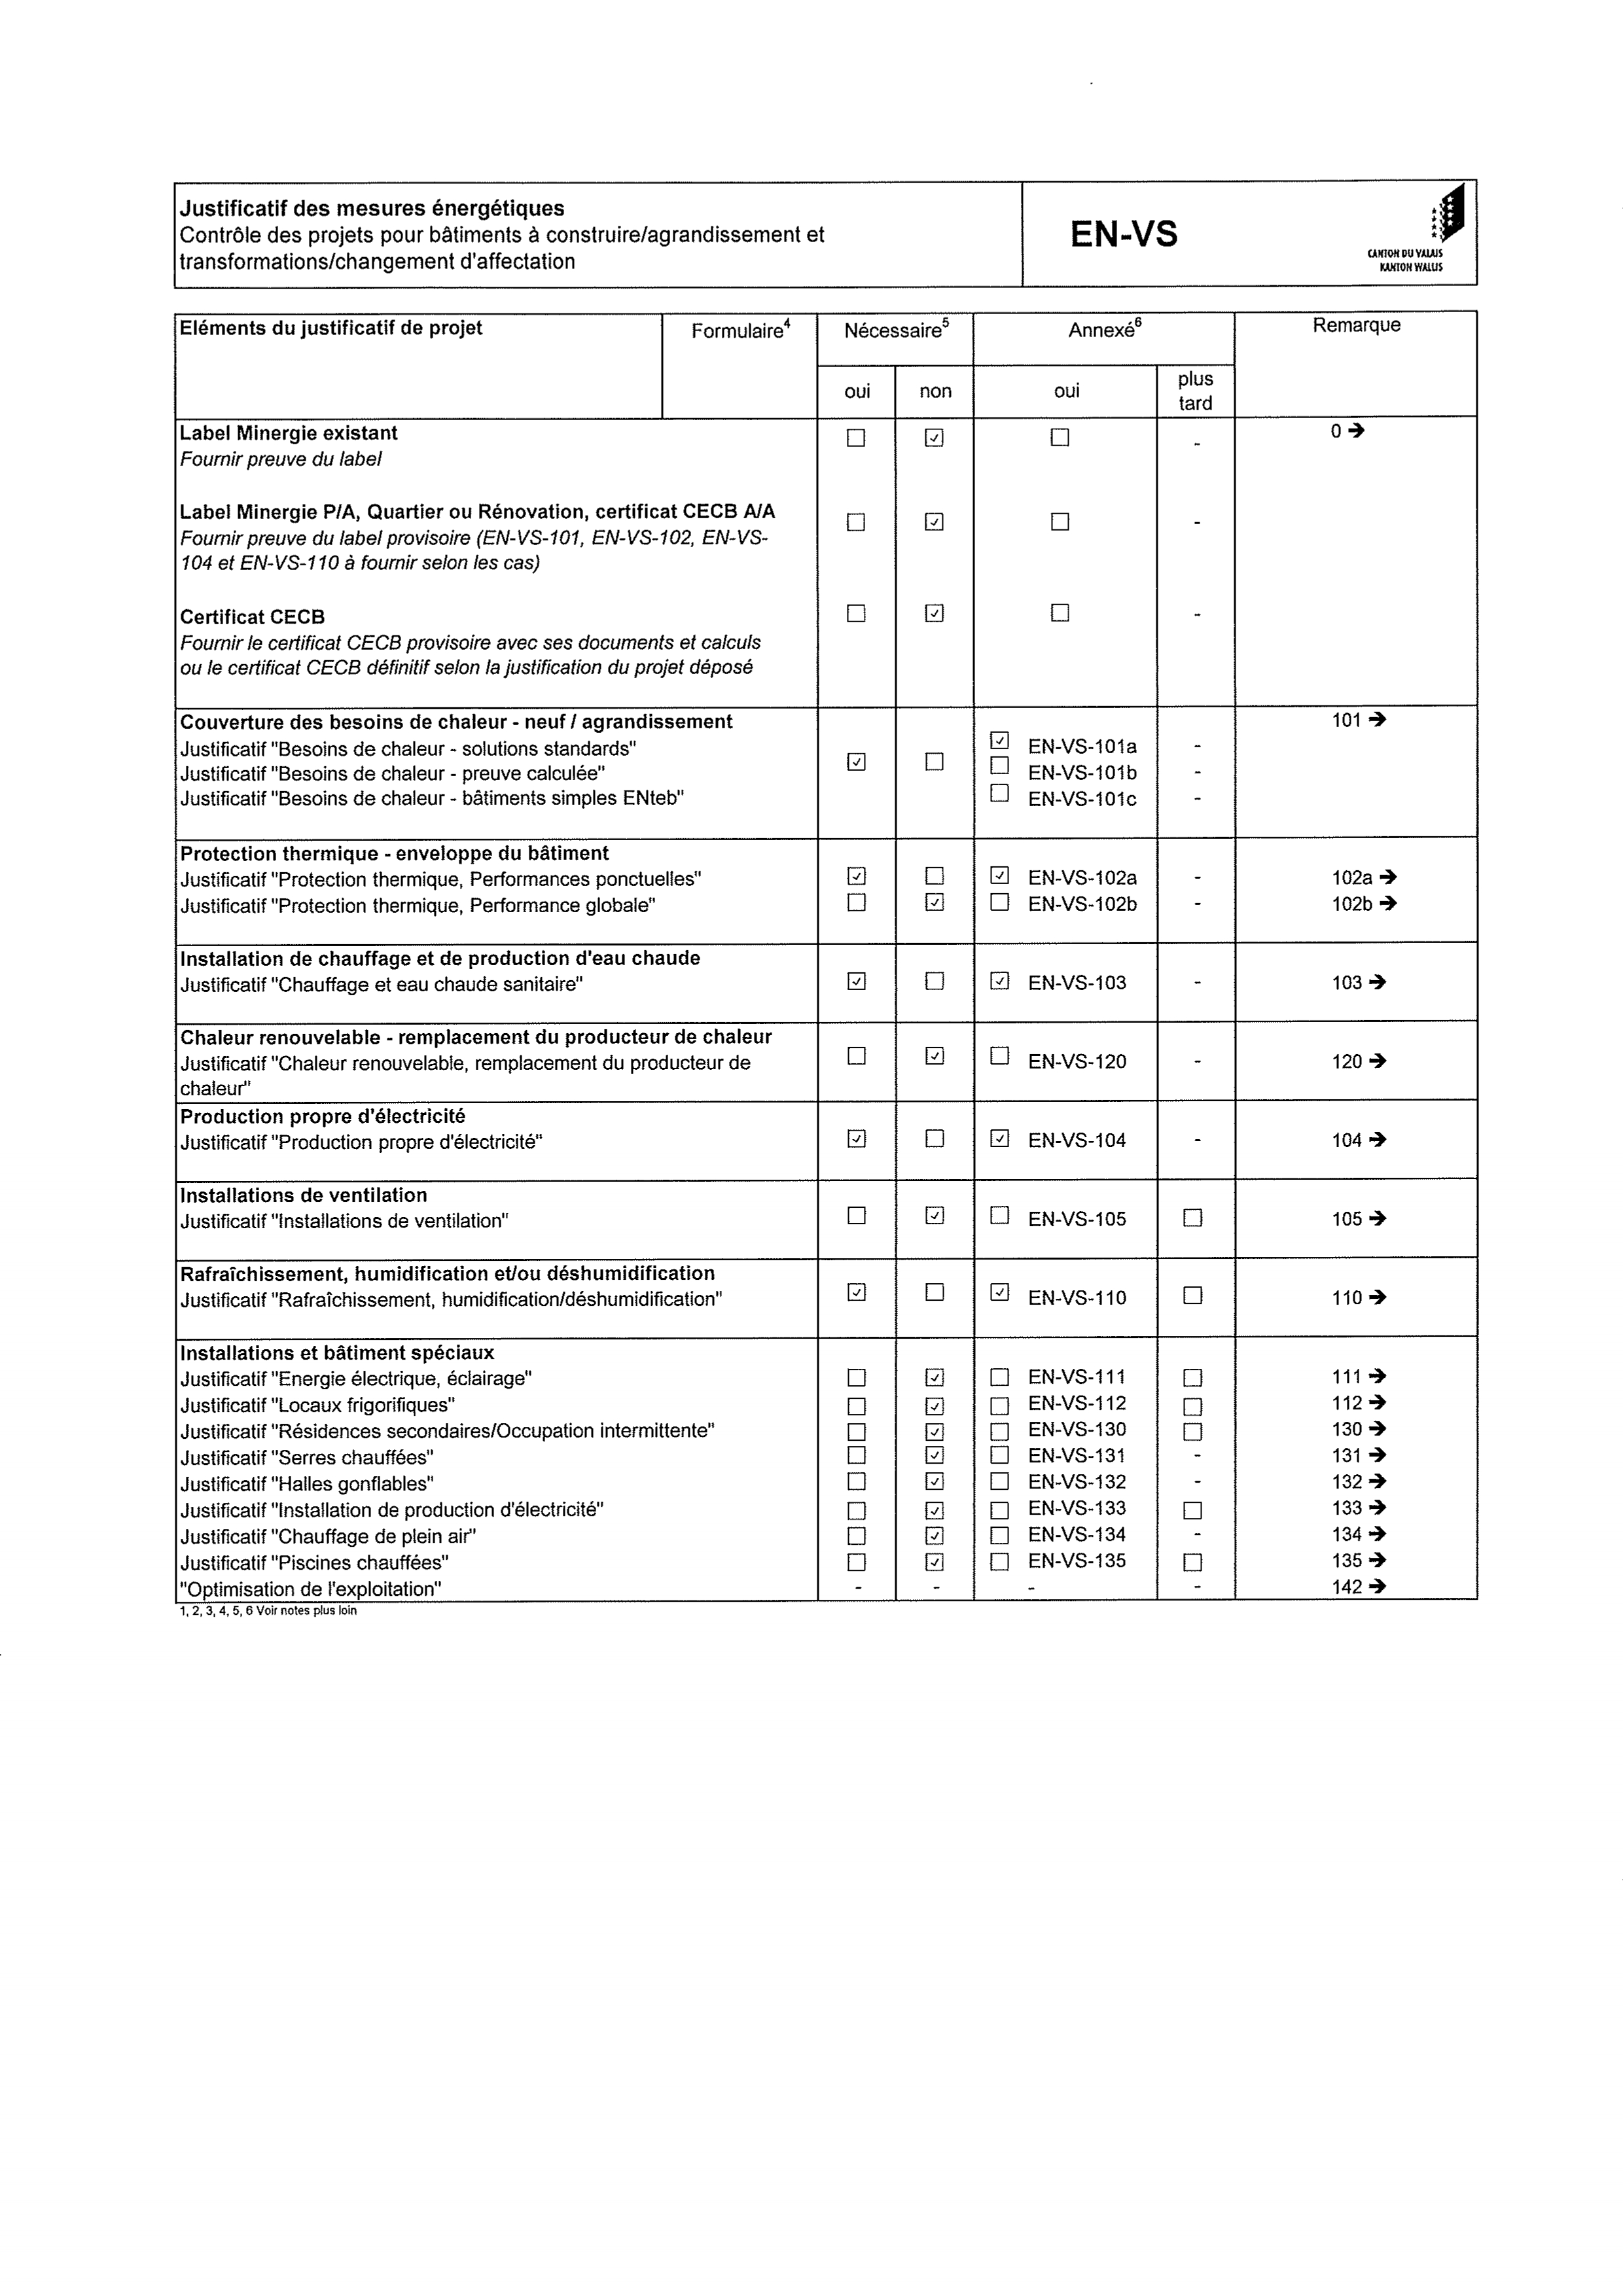 Justificatif des mesures énergétiques
Contrôle des projets pour bâtiments à construire/agrandissement et
transformations/changement d'affectation
EN-VS
CANTON DU VALAIS
KANTON WALLIS
Eléments du justificatif de projet Formulaire4 Nécessaire5 Annexé6 Remarque
oui non oui plus tard
Label Minergie existant ☐ ☑ ☐ - 0 ➔
Fournir preuve du label
Label Minergie P/A, Quartier ou Rénovation, certificat CECB A/A ☐ ☑ ☐ -
Fournir preuve du label provisoire (EN-VS-101, EN-VS-102, EN-VS-
104 et EN-VS-110 à fournir selon les cas)
Certificat CECB ☐ ☑ ☐ -
Fournir le certificat CECB provisoire avec ses documents et calculs
ou le certificat CECB définitif selon la justification du projet déposé
Couverture des besoins de chaleur - neuf / agrandissement 101 ➔
Justificatif "Besoins de chaleur - solutions standards" ☑ EN-VS-101a -
Justificatif "Besoins de chaleur - preuve calculée" ☑ ☐ ☐ EN-VS-101b -
Justificatif "Besoins de chaleur - bâtiments simples ENteb" ☐ EN-VS-101c -
Protection thermique - enveloppe du bâtiment
Justificatif "Protection thermique, Performances ponctuelles" ☑ ☐ ☑ EN-VS-102a - 102a ➔
Justificatif "Protection thermique, Performance globale" ☐ ☑ ☐ EN-VS-102b - 102b ➔
Installation de chauffage et de production d'eau chaude
Justificatif "Chauffage et eau chaude sanitaire" ☑ ☐ ☑ EN-VS-103 - 103 ➔
Chaleur renouvelable - remplacement du producteur de chaleur
Justificatif "Chaleur renouvelable, remplacement du producteur de ☐ ☑ ☐ EN-VS-120 - 120 ➔
chaleur"
Production propre d'électricité
Justificatif "Production propre d'électricité" ☑ ☐ ☑ EN-VS-104 - 104 ➔
Installations de ventilation
Justificatif "Installations de ventilation" ☐ ☑ ☐ EN-VS-105 ☐ 105 ➔
Rafraîchissement, humidification et/ou déshumidification
Justificatif "Rafraîchissement, humidification/déshumidification" ☑ ☐ ☑ EN-VS-110 ☐ 110 ➔
Installations et bâtiment spéciaux
Justificatif "Energie électrique, éclairage" ☐ ☑ ☐ EN-VS-111 ☐ 111 ➔
Justificatif "Locaux frigorifiques" ☐ ☑ ☐ EN-VS-112 ☐ 112 ➔
Justificatif "Résidences secondaires/Occupation intermittente" ☐ ☑ ☐ EN-VS-130 ☐ 130 ➔
Justificatif "Serres chauffées" ☐ ☑ ☐ EN-VS-131 - 131 ➔
Justificatif "Halles gonflables" ☐ ☑ ☐ EN-VS-132 - 132 ➔
Justificatif "Installation de production d'électricité" ☐ ☑ ☐ EN-VS-133 ☐ 133 ➔
Justificatif "Chauffage de plein air" ☐ ☑ ☐ EN-VS-134 - 134 ➔
Justificatif "Piscines chauffées" ☐ ☑ ☐ EN-VS-135 ☐ 135 ➔
"Optimisation de l'exploitation" - - - - 142 ➔
1, 2, 3, 4, 5, 6 Voir notes plus loin